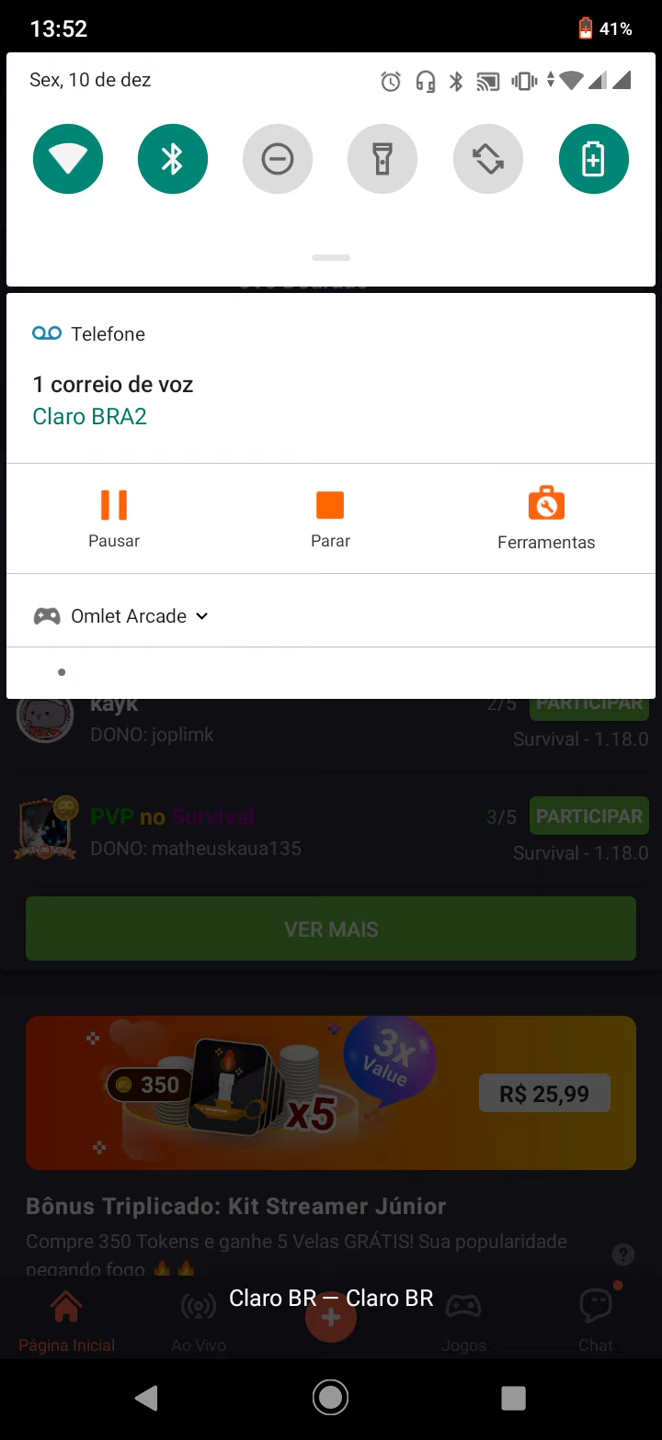 13:52
41%
Sex, 10 de dez
Telefone
1 correio de voz
Claro BRA2
Pausar
Parar
Ferramentas
Omlet Arcade
kayk
2/5
PARTICIPAR
DONO: joplimk
Survival - 1.18.0
PVP no Survival
3/5
PARTICIPAR
DONO: matheuskaua135
Survival - 1.18.0
VER MAIS
350
x5
3x
Value
R$ 25,99
Bônus Triplicado: Kit Streamer Júnior
Compre 350 Tokens e ganhe 5 Velas GRÁTIS! Sua popularidade
pegando fogo 🔥🔥
?
Claro BR — Claro BR
Página Inicial
Ao Vivo
Jogos
Chat